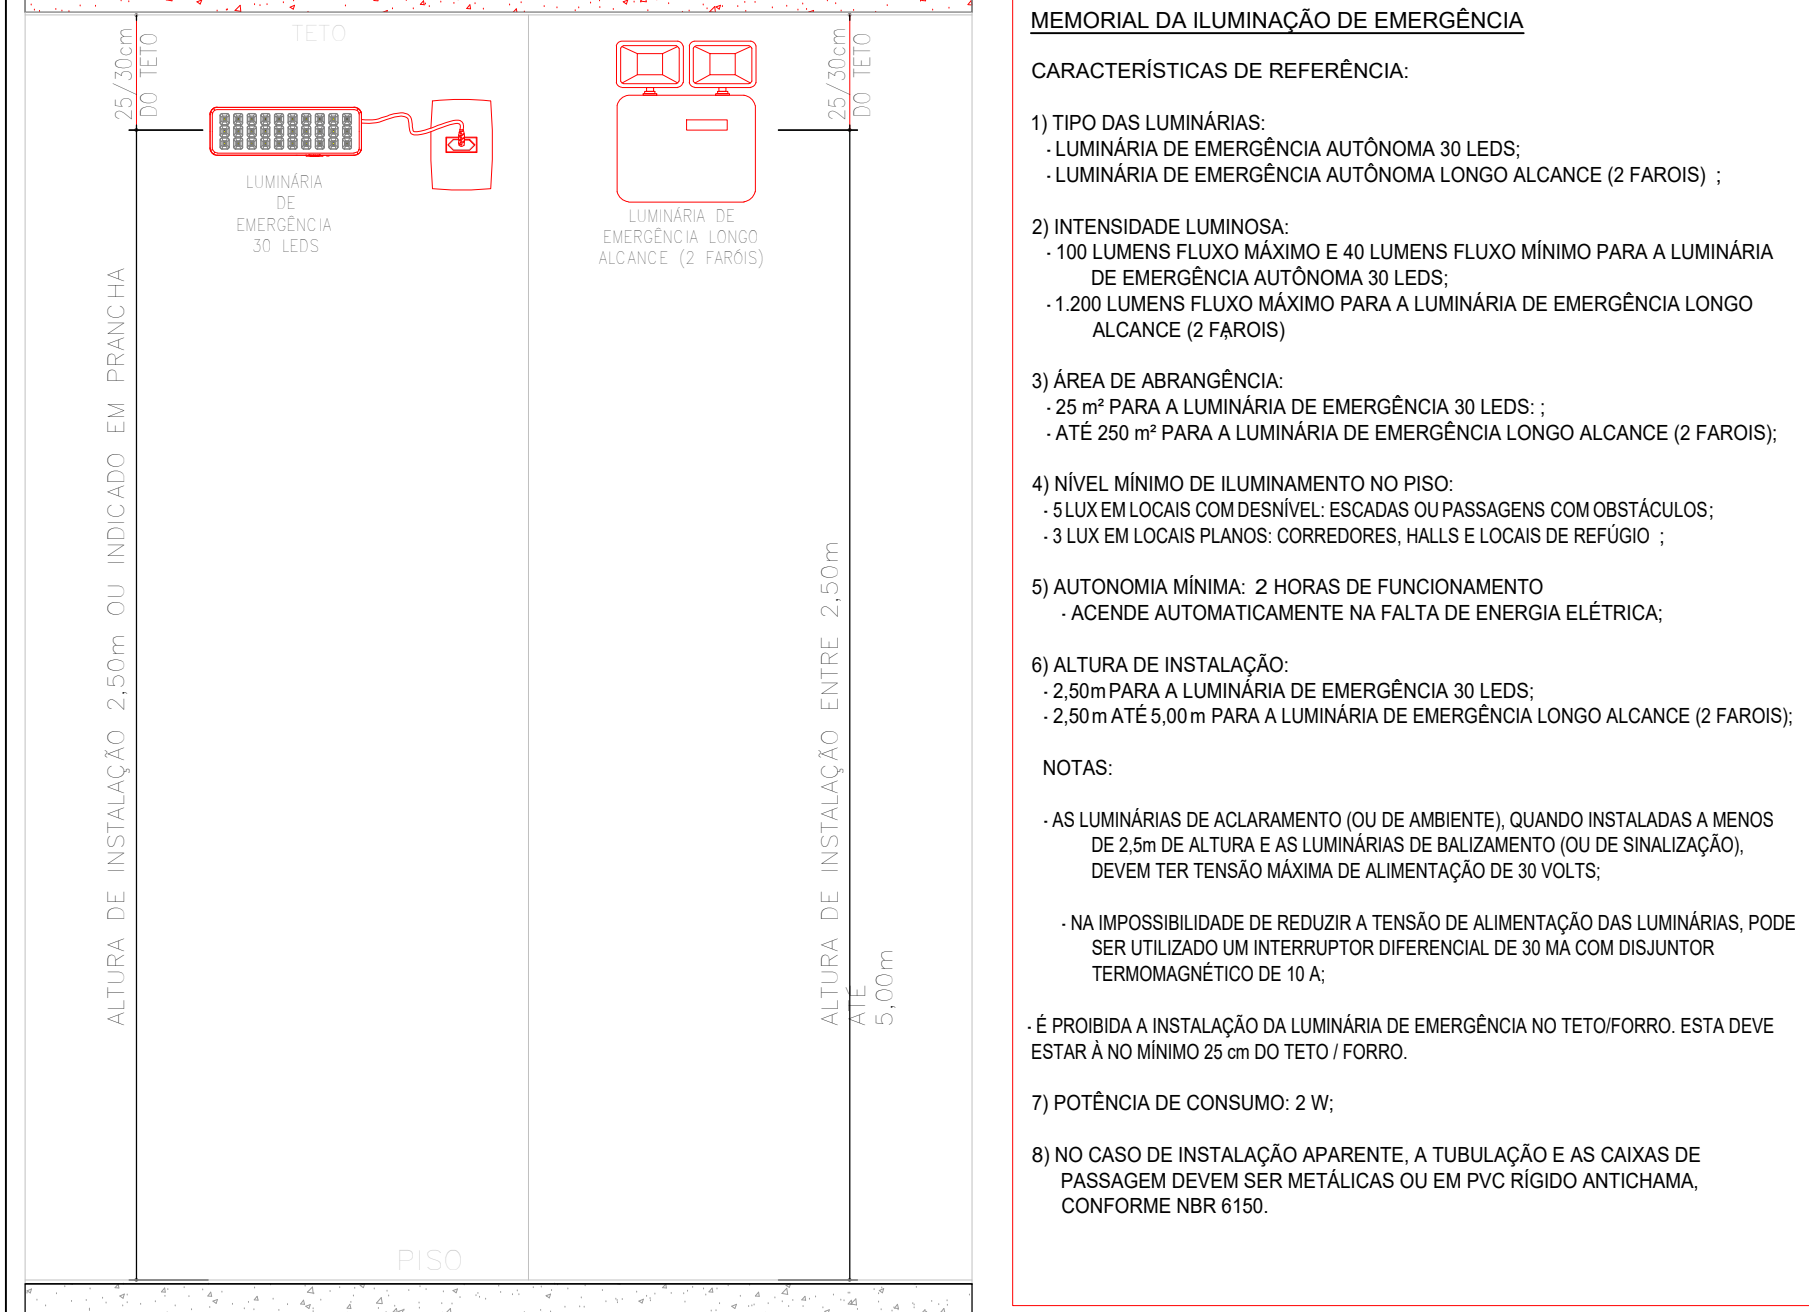 TETO
25/30cm
DO TETO
LUMINÁRIA
DE
EMERGÊNCIA
30 LEDS
ALTURA DE INSTALAÇÃO 2,50m OU INDICADO EM PRANCHA
25/30cm
DO TETO
LUMINÁRIA DE
EMERGÊNCIA LONGO
ALCANCE (2 FARÓIS)
ALTURA DE INSTALAÇÃO ENTRE 2,50m
ATÉ
5,00m
PISO
MEMORIAL DA ILUMINAÇÃO DE EMERGÊNCIA
CARACTERÍSTICAS DE REFERÊNCIA:
1) TIPO DAS LUMINÁRIAS:
- LUMINÁRIA DE EMERGÊNCIA AUTÔNOMA 30 LEDS;
- LUMINÁRIA DE EMERGÊNCIA AUTÔNOMA LONGO ALCANCE (2 FAROIS) ;
2) INTENSIDADE LUMINOSA:
- 100 LUMENS FLUXO MÁXIMO E 40 LUMENS FLUXO MÍNIMO PARA A LUMINÁRIA
DE EMERGÊNCIA AUTÔNOMA 30 LEDS;
- 1.200 LUMENS FLUXO MÁXIMO PARA A LUMINÁRIA DE EMERGÊNCIA LONGO
ALCANCE (2 FAROIS);
3) ÁREA DE ABRANGÊNCIA:
- 25 m² PARA A LUMINÁRIA DE EMERGÊNCIA 30 LEDS: ;
- ATÉ 250 m² PARA A LUMINÁRIA DE EMERGÊNCIA LONGO ALCANCE (2 FAROIS);
4) NÍVEL MÍNIMO DE ILUMINAMENTO NO PISO:
- 5 LUX EM LOCAIS COM DESNÍVEL: ESCADAS OU PASSAGENS COM OBSTÁCULOS;
- 3 LUX EM LOCAIS PLANOS: CORREDORES, HALLS E LOCAIS DE REFÚGIO ;
5) AUTONOMIA MÍNIMA: 2 HORAS DE FUNCIONAMENTO
- ACENDE AUTOMATICAMENTE NA FALTA DE ENERGIA ELÉTRICA;
6) ALTURA DE INSTALAÇÃO:
- 2,50m PARA A LUMINÁRIA DE EMERGÊNCIA 30 LEDS;
- 2,50 m ATÉ 5,00 m PARA A LUMINÁRIA DE EMERGÊNCIA LONGO ALCANCE (2 FAROIS);
NOTAS:
- AS LUMINÁRIAS DE ACLARAMENTO (OU DE AMBIENTE), QUANDO INSTALADAS A MENOS
DE 2,5m DE ALTURA E AS LUMINÁRIAS DE BALIZAMENTO (OU DE SINALIZAÇÃO),
DEVEM TER TENSÃO MÁXIMA DE ALIMENTAÇÃO DE 30 VOLTS;
- NA IMPOSSIBILIDADE DE REDUZIR A TENSÃO DE ALIMENTAÇÃO DAS LUMINÁRIAS, PODE
SER UTILIZADO UM INTERRUPTOR DIFERENCIAL DE 30 MA COM DISJUNTOR
TERMOMAGNÉTICO DE 10 A;
- É PROIBIDA A INSTALAÇÃO DA LUMINÁRIA DE EMERGÊNCIA NO TETO/FORRO. ESTA DEVE
ESTAR À NO MÍNIMO 25 cm DO TETO / FORRO.
7) POTÊNCIA DE CONSUMO: 2 W;
8) NO CASO DE INSTALAÇÃO APARENTE, A TUBULAÇÃO E AS CAIXAS DE
PASSAGEM DEVEM SER METÁLICAS OU EM PVC RÍGIDO ANTICHAMA,
CONFORME NBR 6150.